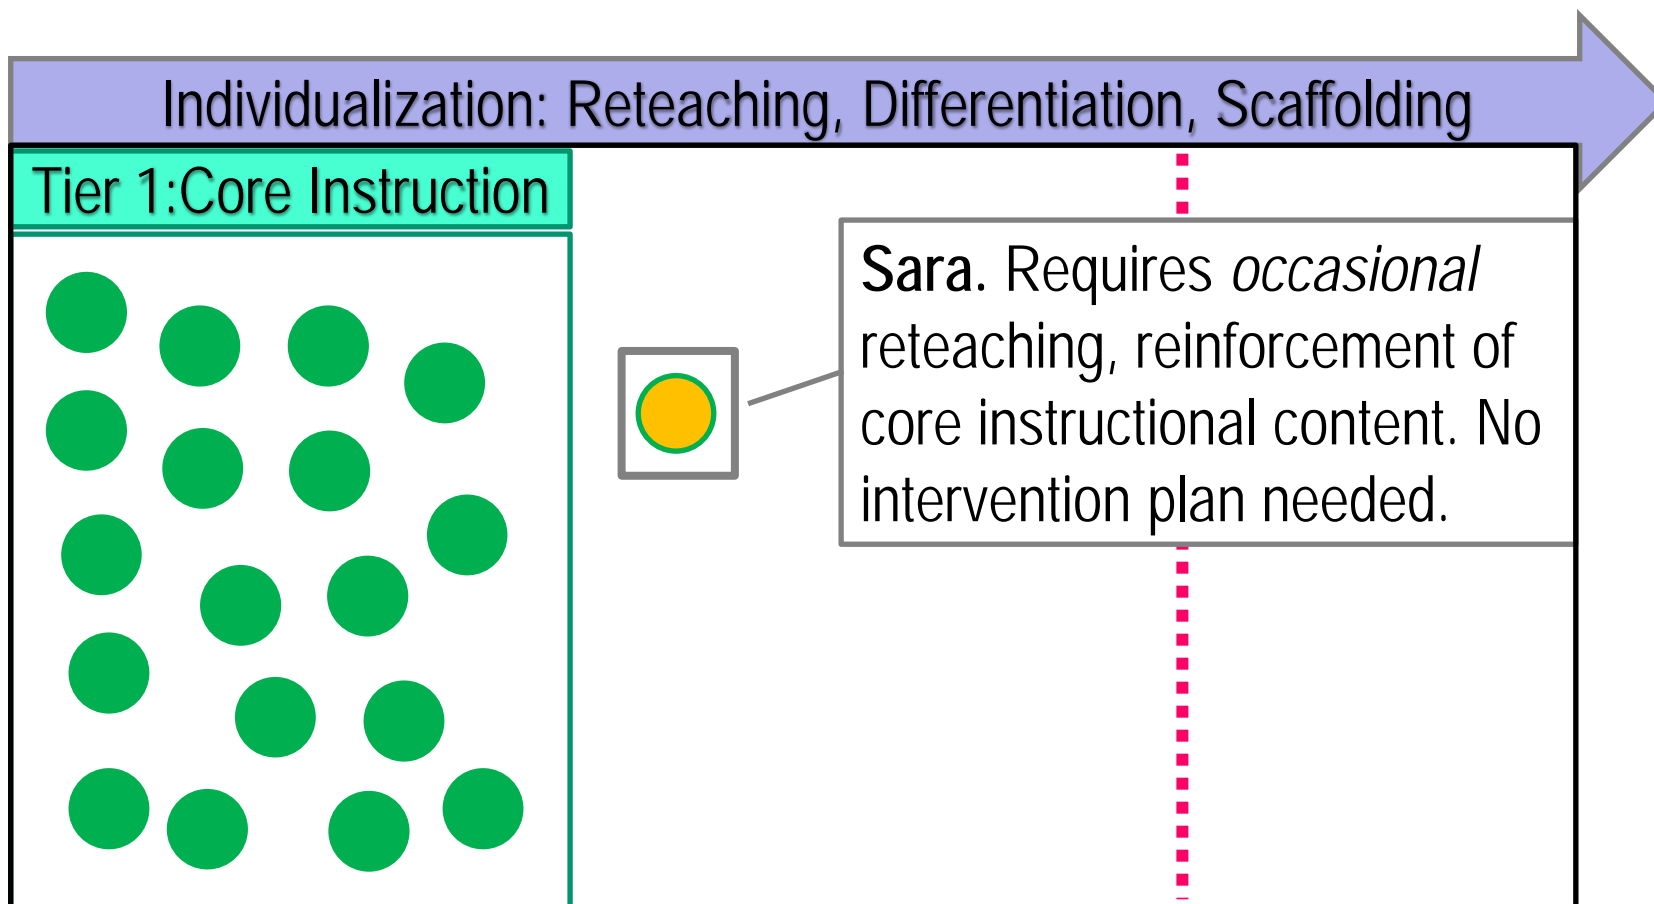 Individualization: Reteaching, Differentiation, Scaffolding
Tier 1:Core Instruction
Sara. Requires occasional
reteaching, reinforcement of
core instructional content. No
intervention plan needed.